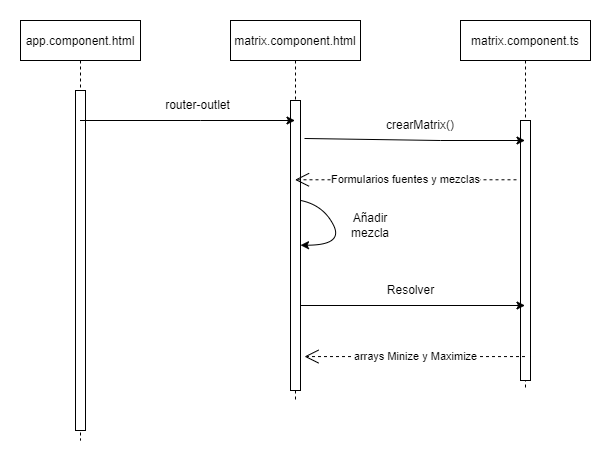 app.component.html
matrix.component.html
matrix.component.ts
router-outlet
crearMatrix()
Formularios fuentes y mezclas
Añadir
mezcla
Resolver
arrays Minize y Maximize